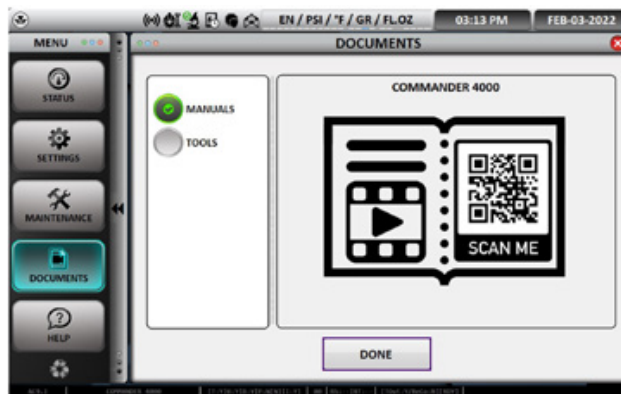 EN / PSI / °F / GR / FL.OZ
03:13 PM
FEB-03-2022
MENU
DOCUMENTS
STATUS
SETTINGS
MAINTENANCE
DOCUMENTS
HELP
MANUALS
TOOLS
COMMANDER 4000
SCAN ME
DONE
COMMANDER 4000